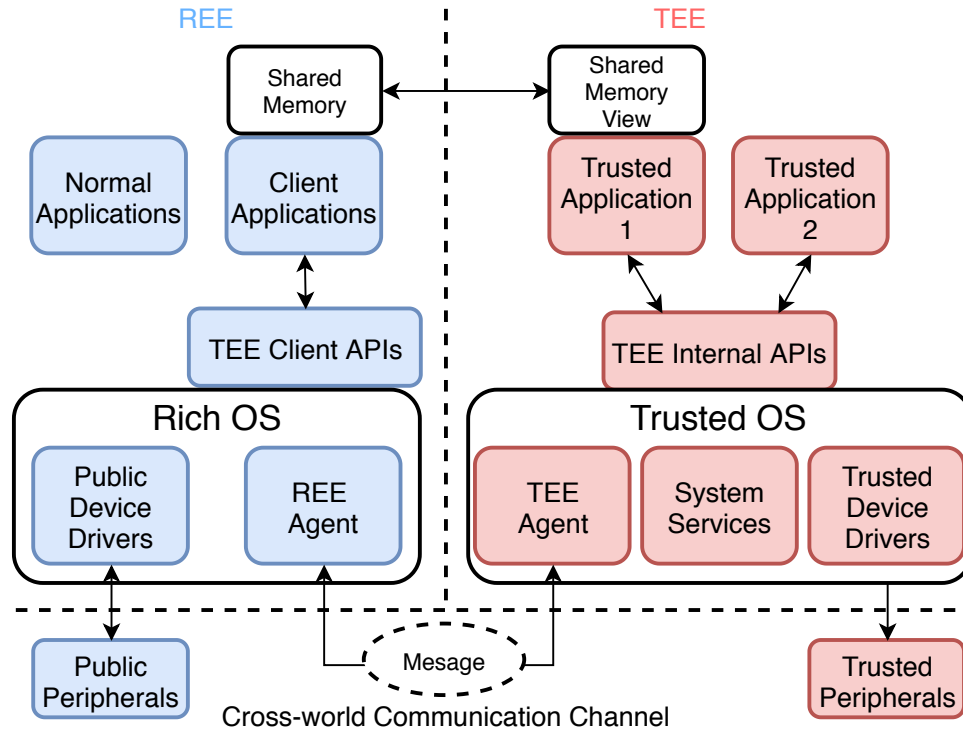 REE
TEE
Shared
Memory
Shared
Memory
View
Normal
Applications
Client
Applications
Trusted
Application
1
Trusted
Application
2
TEE Client APIs
TEE Internal APIs
Rich OS
Trusted OS
Public
Device
Drivers
REE
Agent
TEE
Agent
System
Services
Trusted
Device
Drivers
Public
Peripherals
Mesage
Trusted
Peripherals
Cross-world Communication Channel